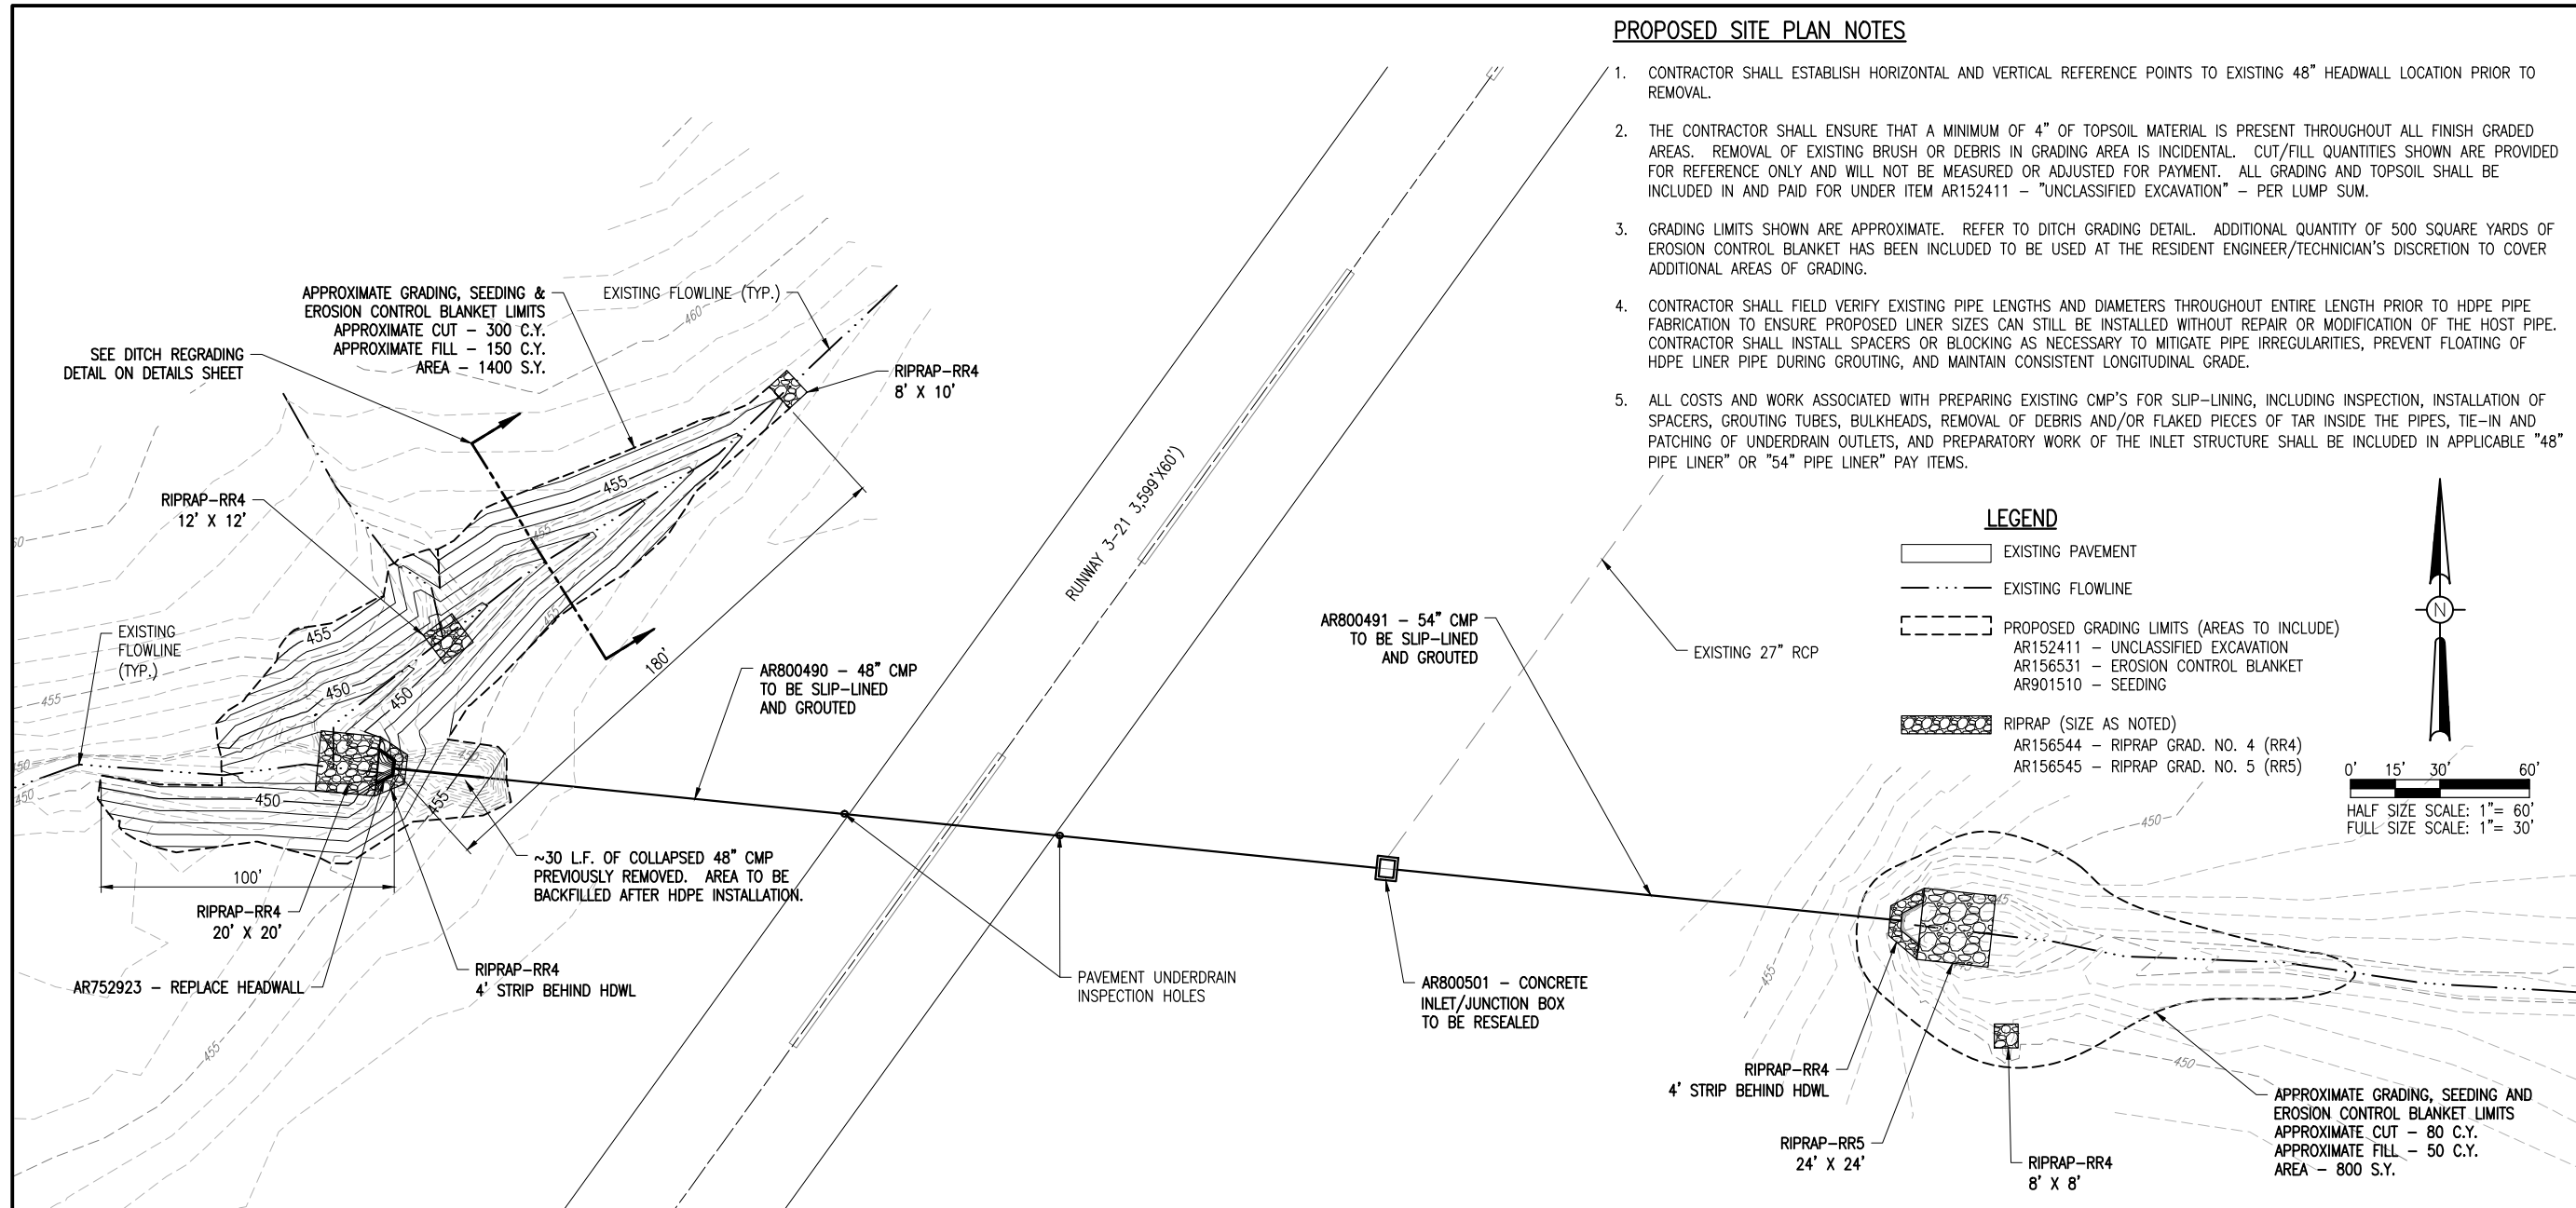 PROPOSED SITE PLAN NOTES
1. CONTRACTOR SHALL ESTABLISH HORIZONTAL AND VERTICAL REFERENCE POINTS TO EXISTING 48" HEADWALL LOCATION PRIOR TO
REMOVAL.
2. THE CONTRACTOR SHALL ENSURE THAT A MINIMUM OF 4" OF TOPSOIL MATERIAL IS PRESENT THROUGHOUT ALL FINISH GRADED
AREAS. REMOVAL OF EXISTING BRUSH OR DEBRIS IN GRADING AREA IS INCIDENTAL. CUT/FILL QUANTITIES SHOWN ARE PROVIDED
FOR REFERENCE ONLY AND WILL NOT BE MEASURED OR ADJUSTED FOR PAYMENT. ALL GRADING AND TOPSOIL SHALL BE
INCLUDED IN AND PAID FOR UNDER ITEM AR152411 – "UNCLASSIFIED EXCAVATION" – PER LUMP SUM.
3. GRADING LIMITS SHOWN ARE APPROXIMATE. REFER TO DITCH GRADING DETAIL. ADDITIONAL QUANTITY OF 500 SQUARE YARDS OF
EROSION CONTROL BLANKET HAS BEEN INCLUDED TO BE USED AT THE RESIDENT ENGINEER/TECHNICIAN'S DISCRETION TO COVER
ADDITIONAL AREAS OF GRADING.
4. CONTRACTOR SHALL FIELD VERIFY EXISTING PIPE LENGTHS AND DIAMETERS THROUGHOUT ENTIRE LENGTH PRIOR TO HDPE PIPE
FABRICATION TO ENSURE PROPOSED LINER SIZES CAN STILL BE INSTALLED WITHOUT REPAIR OR MODIFICATION OF THE HOST PIPE.
CONTRACTOR SHALL INSTALL SPACERS OR BLOCKING AS NECESSARY TO MITIGATE PIPE IRREGULARITIES, PREVENT FLOATING OF
HDPE LINER PIPE DURING GROUTING, AND MAINTAIN CONSISTENT LONGITUDINAL GRADE.
5. ALL COSTS AND WORK ASSOCIATED WITH PREPARING EXISTING CMP'S FOR SLIP-LINING, INCLUDING INSPECTION, INSTALLATION OF
SPACERS, GROUTING TUBES, BULKHEADS, REMOVAL OF DEBRIS AND/OR FLAKED PIECES OF TAR INSIDE THE PIPES, TIE-IN AND
PATCHING OF UNDERDRAIN OUTLETS, AND PREPARATORY WORK OF THE INLET STRUCTURE SHALL BE INCLUDED IN APPLICABLE "48"
PIPE LINER" OR "54" PIPE LINER" PAY ITEMS.
APPROXIMATE GRADING, SEEDING &
EROSION CONTROL BLANKET LIMITS
APPROXIMATE CUT – 300 C.Y.
APPROXIMATE FILL – 150 C.Y.
AREA – 1400 S.Y.
EXISTING FLOWLINE (TYP.)
460
SEE DITCH REGRADING
DETAIL ON DETAILS SHEET
RIPRAP-RR4
8' X 10'
RIPRAP-RR4
12' X 12'
455
455
455
60
455
EXISTING
FLOWLINE
(TYP.)
455
450
450
180'
RUNWAY 3-21 3,599'X60')
AR800490 – 48" CMP
TO BE SLIP-LINED
AND GROUTED
AR800491 – 54" CMP
TO BE SLIP-LINED
AND GROUTED
EXISTING 27" RCP
LEGEND
EXISTING PAVEMENT
EXISTING FLOWLINE
PROPOSED GRADING LIMITS (AREAS TO INCLUDE)
AR152411 – UNCLASSIFIED EXCAVATION
AR156531 – EROSION CONTROL BLANKET
AR901510 – SEEDING
RIPRAP (SIZE AS NOTED)
AR156544 – RIPRAP GRAD. NO. 4 (RR4)
AR156545 – RIPRAP GRAD. NO. 5 (RR5)
N
0' 15' 30' 60'
HALF SIZE SCALE: 1"= 60'
FULL SIZE SCALE: 1"= 30'
450
450
450
455
455
100'
~30 L.F. OF COLLAPSED 48" CMP
PREVIOUSLY REMOVED. AREA TO BE
BACKFILLED AFTER HDPE INSTALLATION.
RIPRAP-RR4
20' X 20'
AR752923 – REPLACE HEADWALL
RIPRAP-RR4
4' STRIP BEHIND HDWL
455
PAVEMENT UNDERDRAIN
INSPECTION HOLES
AR800501 – CONCRETE
INLET/JUNCTION BOX
TO BE RESEALED
450
455
445
445
450
RIPRAP-RR4
4' STRIP BEHIND HDWL
RIPRAP-RR5
24' X 24'
RIPRAP-RR4
8' X 8'
APPROXIMATE GRADING, SEEDING AND
EROSION CONTROL BLANKET LIMITS
APPROXIMATE CUT – 80 C.Y.
APPROXIMATE FILL – 50 C.Y.
AREA – 800 S.Y.